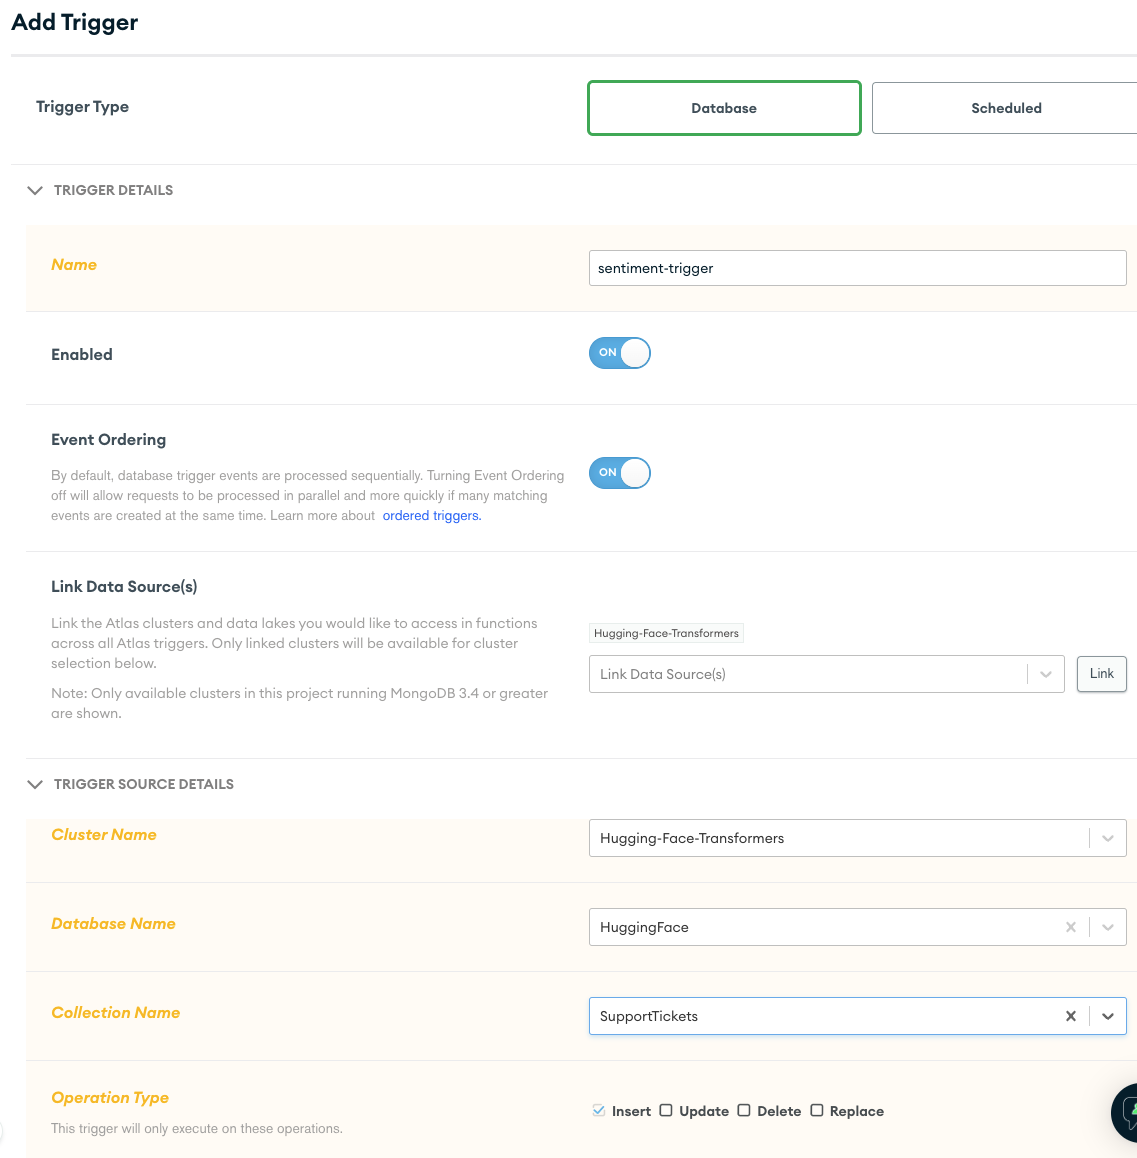 Add Trigger
Trigger Type
Database
Scheduled
TRIGGER DETAILS
Name
sentiment-trigger
Enabled
ON
Event Ordering
By default, database trigger events are processed sequentially. Turning Event Ordering
off will allow requests to be processed in parallel and more quickly if many matching
events are created at the same time. Learn more about ordered triggers.
ON
Link Data Source(s)
Link the Atlas clusters and data lakes you would like to access in functions
across all Atlas triggers. Only linked clusters will be available for cluster
selection below.
Note: Only available clusters in this project running MongoDB 3.4 or greater
are shown.
Hugging-Face-Transformers
Link Data Source(s)
Link
TRIGGER SOURCE DETAILS
Cluster Name
Hugging-Face-Transformers
Database Name
HuggingFace
Collection Name
SupportTickets
Operation Type
This trigger will only execute on these operations.
Insert Update Delete Replace